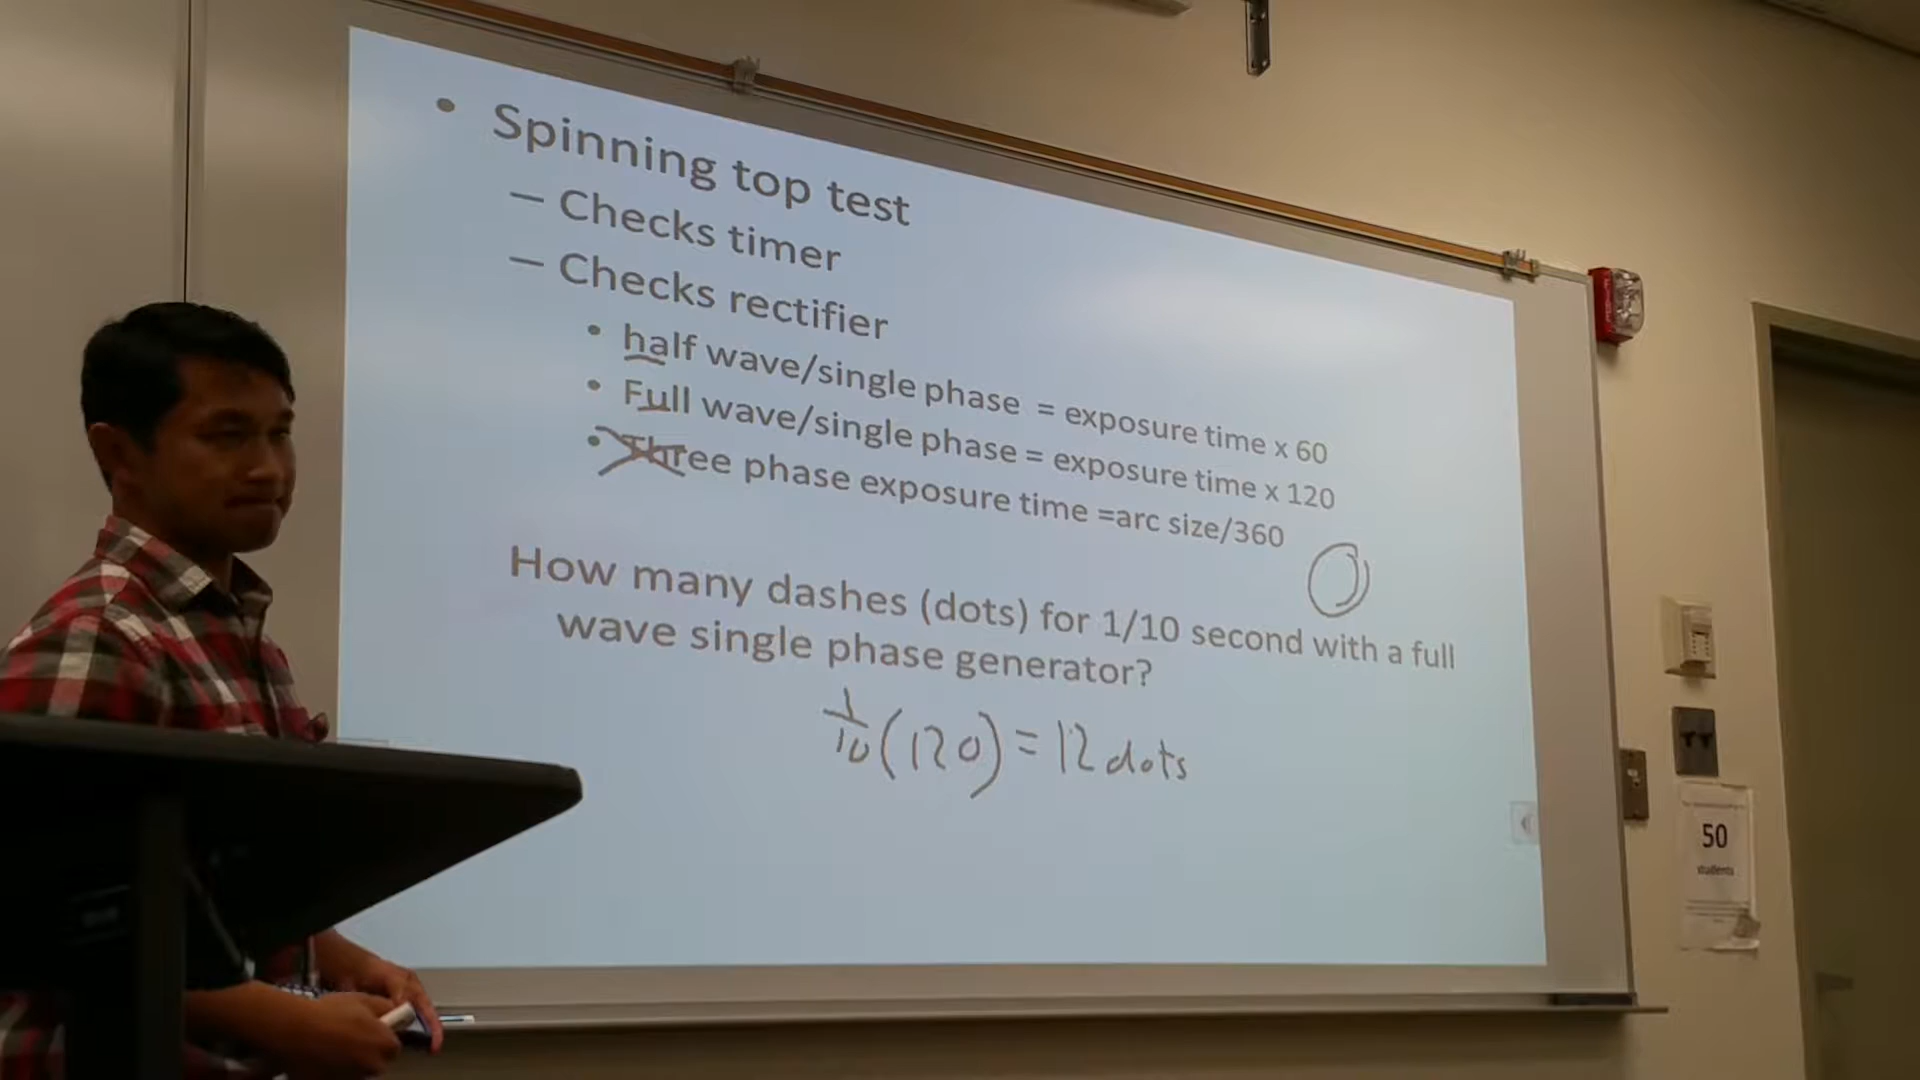 • Spinning top test
– Checks timer
– Checks rectifier
• half wave/single phase = exposure time x 60
• Full wave/single phase = exposure time x 120
• Three phase exposure time =arc size/360
How many dashes (dots) for 1/10 second with a full
wave single phase generator?
1/10 (120) = 12 dots
50
students